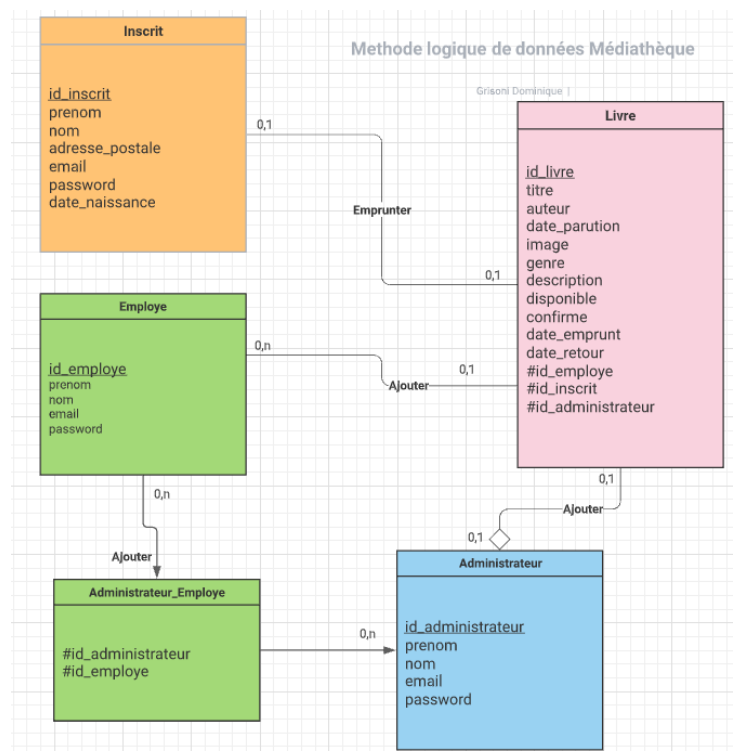 Inscrit
id_inscrit
prenom
nom
adresse_postale
email
password
date_naissance
Methode logique de données Médiathèque
Grisoni Dominique |
Livre
id_livre
titre
auteur
date_parution
image
genre
description
disponible
confirme
date_emprunt
date_retour
#id_employe
#id_inscrit
#id_administrateur
0,1
Emprunter
0,1
Employe
id_employe
prenom
nom
email
password
0,n
0,1
Ajouter
0,n
Ajouter
0,1
Ajouter
0,1
Administrateur_Employe
#id_administrateur
#id_employe
0,n
Administrateur
id_administrateur
prenom
nom
email
password